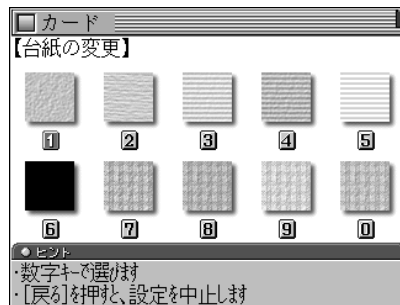 カード
【台紙の変更】
1 2 3 4 5
6 7 8 9 0
ヒント
・数字キーで選びます
・[戻る]を押すと、設定を中止します